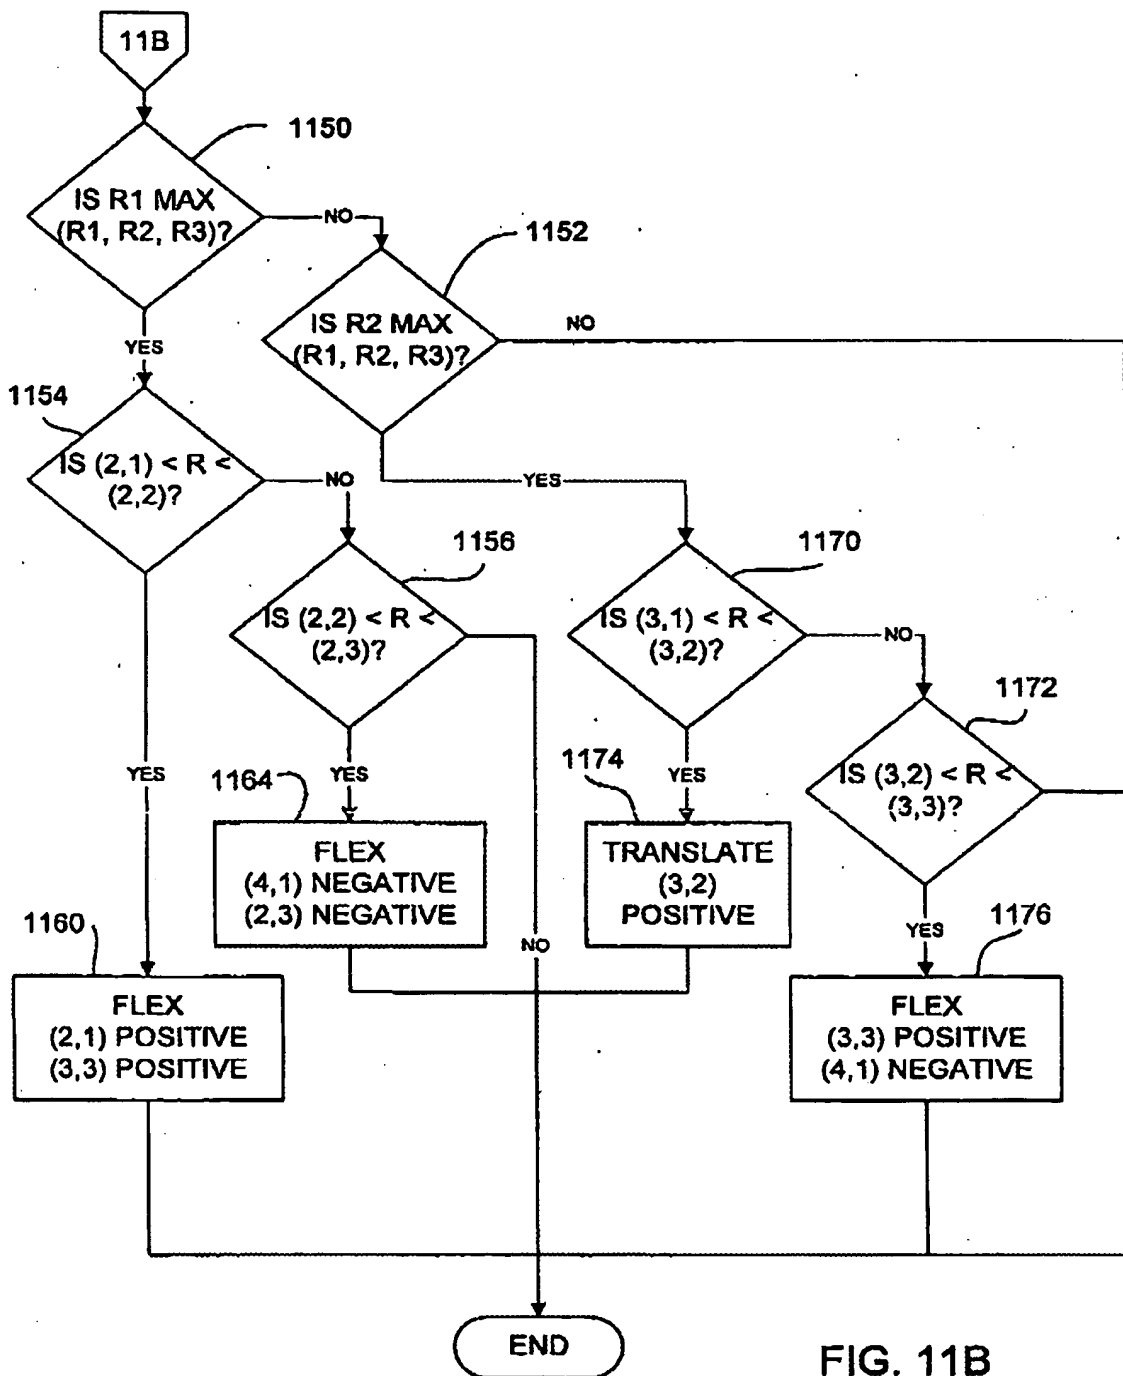 11B
1150
IS R1 MAX
(R1, R2, R3)?
NO
1152
IS R2 MAX
(R1, R2, R3)?
NO
YES
1154
IS (2,1) < R <
(2,2)?
NO
YES
1156
IS (2,2) < R <
(2,3)?
1170
IS (3,1) < R <
(3,2)?
NO
1172
IS (3,2) < R <
(3,3)?
YES
YES
1164
FLEX
(4,1) NEGATIVE
(2,3) NEGATIVE
YES
1174
TRANSLATE
(3,2)
POSITIVE
NO
YES
1160
FLEX
(2,1) POSITIVE
(3,3) POSITIVE
1176
FLEX
(3,3) POSITIVE
(4,1) NEGATIVE
END
FIG. 11B